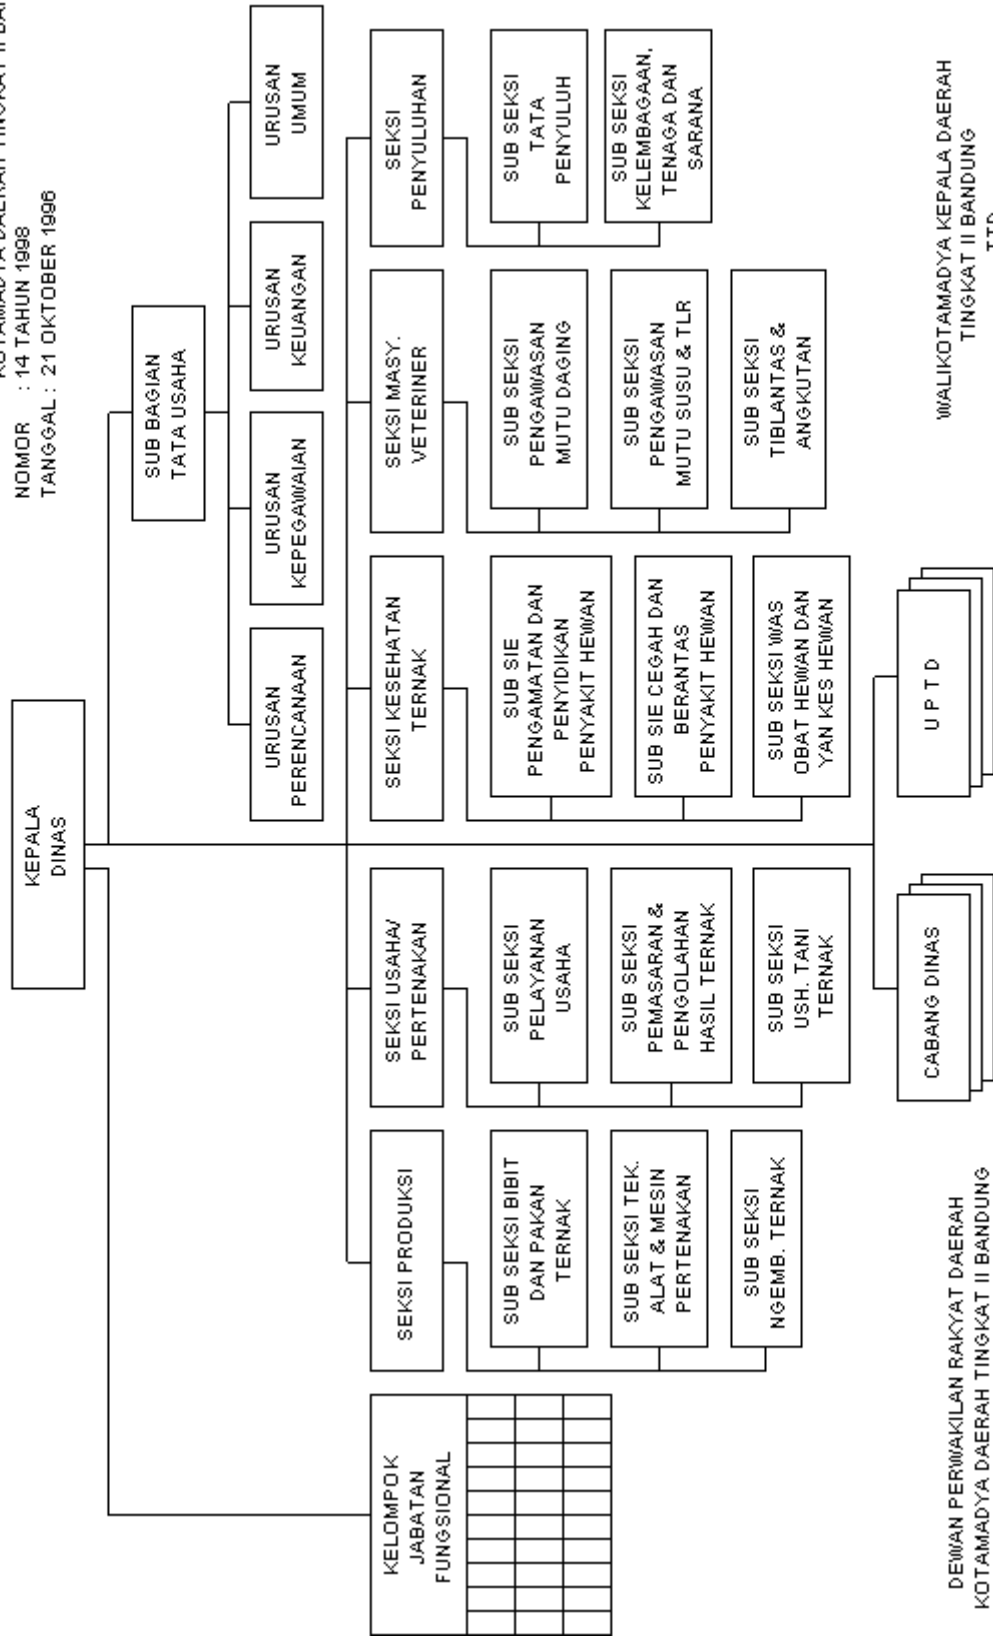 KOTAMADYA DAERAH TINGKAT II
NOMOR : 14 TAHUN 1998
TANGGAL : 21 OKTOBER 1996
KEPALA
DINAS
SUB BAGIAN
TATA USAHA
URUSAN
PERENCANAAN
URUSAN
KEPEGAWAIAN
URUSAN
KEUANGAN
URUSAN
UMUM
KELOMPOK
JABATAN
FUNGSIONAL
SEKSI PRODUKSI
SUB SEKSI BIBIT
DAN PAKAN
TERNAK
SUB SEKSI TEK.
ALAT & MESIN
PERTENAKAN
SUB SEKSI
NGEMB. TERNAK
SEKSI USAHA/
PERTENAKAN
SUB SEKSI
PELAYANAN
USAHA
SUB SEKSI
PEMASARAN &
PENGOLAHAN
HASIL TERNAK
SUB SEKSI
USH. TANI
TERNAK
SEKSI KESEHATAN
TERNAK
SUB SIE
PENGAMATAN DAN
PENYIDIKAN
PENYAKIT HEWAN
SUB SIE CEGAH DAN
BERANTAS
PENYAKIT HEWAN
SUB SEKSI WAS
OBAT HEWAN DAN
YAN KES HEWAN
SEKSI MASY.
VETERINER
SUB SEKSI
PENGAWASAN
MUTU DAGING
SUB SEKSI
PENGAWASAN
MUTU SUSU & TLR
SUB SEKSI
TIBLANTAS &
ANGKUTAN
SEKSI
PENYULUHAN
SUB SEKSI
TATA
PENYULUH
SUB SEKSI
KELEMBAGAAN,
TENAGA DAN
SARANA
CABANG DINAS
U P T D
DEWAN PERWAKILAN RAKYAT DAERAH
KOTAMADYA DAERAH TINGKAT II BANDUNG
WALIKOTAMADYA KEPALA DAERAH
TINGKAT II BANDUNG
TTD